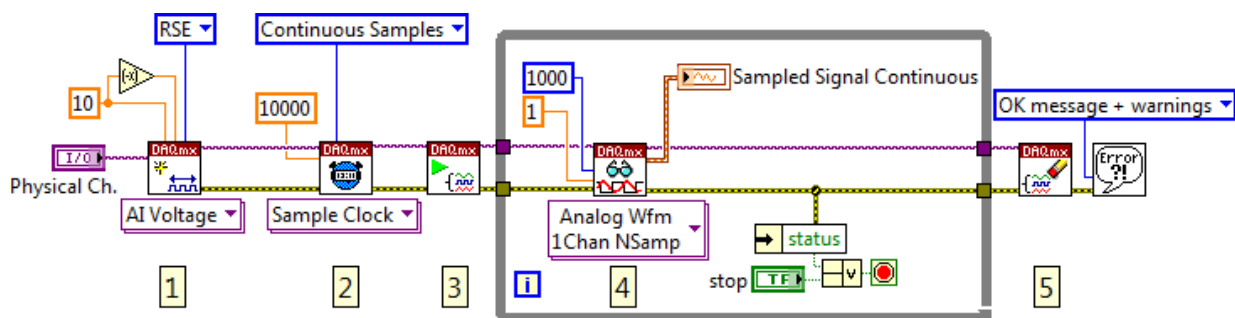 RSE
Continuous Samples
10
10000
1000
1
Sampled Signal Continuous
OK message + warnings
I/O
Physical Ch.
DAQmx
DAQmx
DAQmx
DAQmx
DAQmx
Error
?!
AI Voltage
Sample Clock
Analog Wfm
1Chan NSamp
status
stop
TF
V
i
1
2
3
4
5